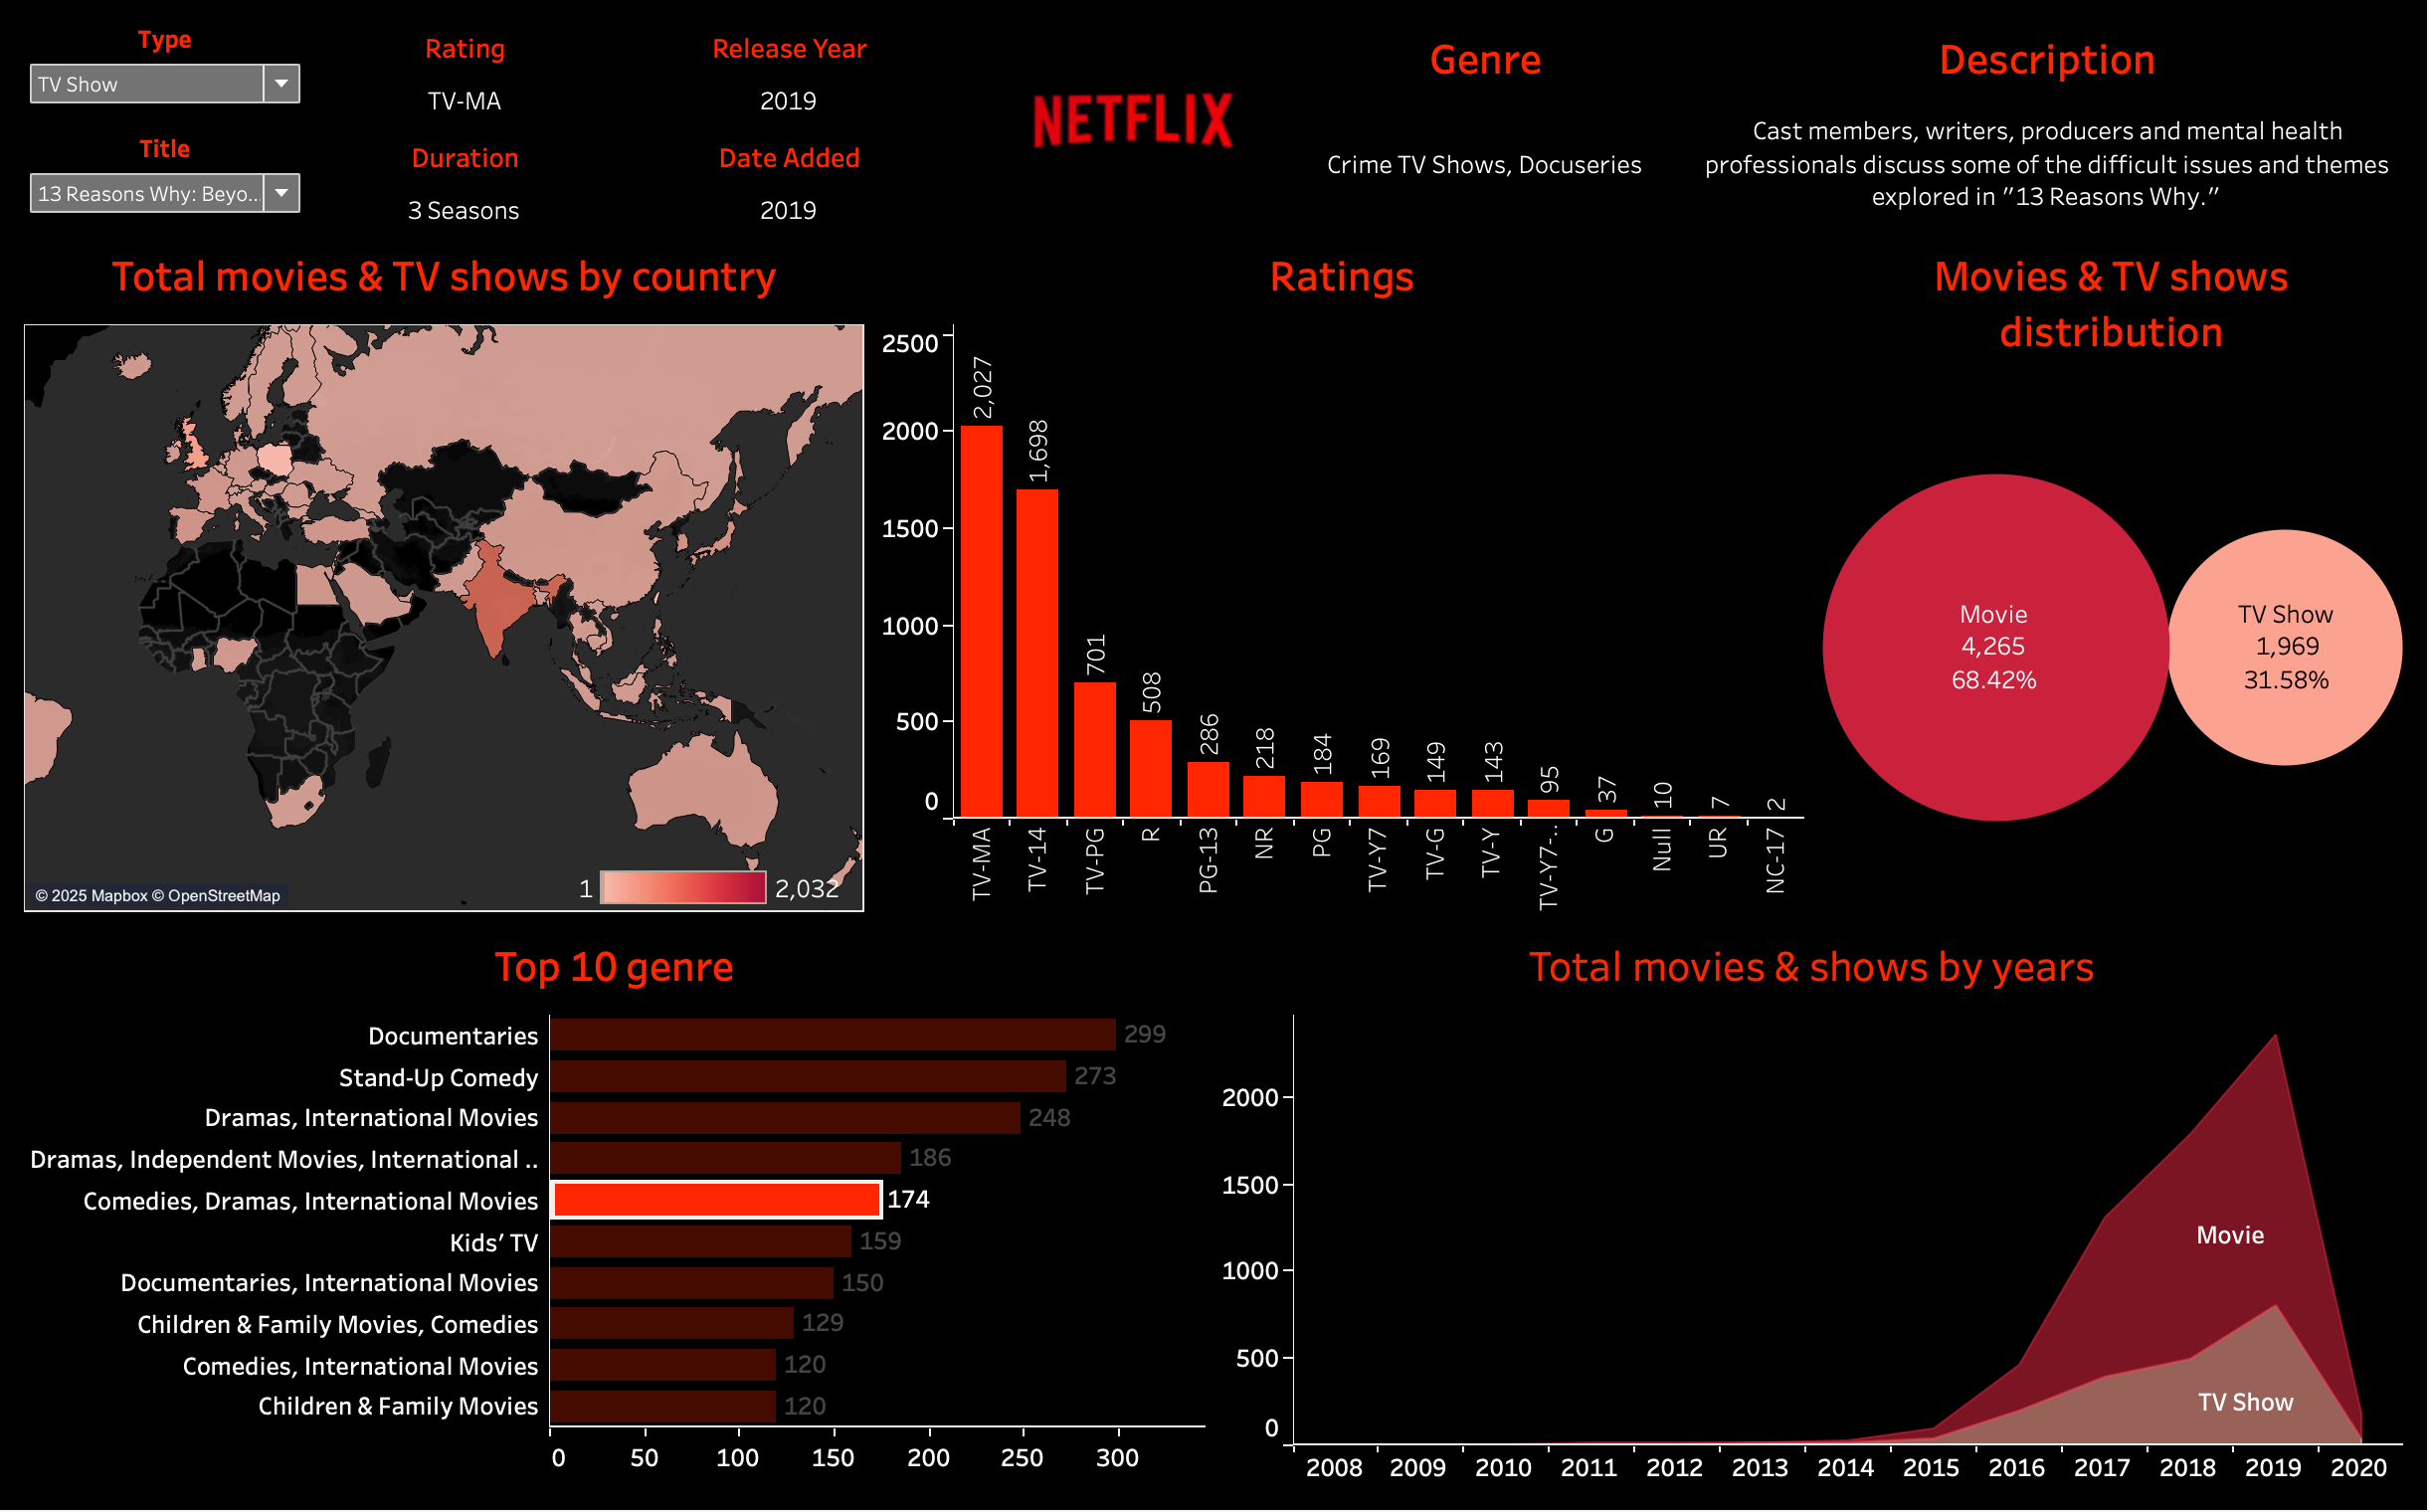 Type
TV Show
Title
13 Reasons Why: Beyo..
Rating
TV-MA
Duration
3 Seasons
Release Year
2019
Date Added
2019
NETFLIX
Genre
Crime TV Shows, Docuseries
Description
Cast members, writers, producers and mental health
professionals discuss some of the difficult issues and themes
explored in "13 Reasons Why."
Total movies & TV shows by country
© 2025 Mapbox © OpenStreetMap
1
2,032
Ratings
2500
2000
1500
1000
500
0
2,027
1,698
701
508
286
218
184
169
149
143
95
37
10
7
2
TV-MA
TV-14
TV-PG
R
PG-13
NR
PG
TV-Y7
TV-G
TV-Y
TV-Y7-..
G
Null
UR
NC-17
Movies & TV shows
distribution
Movie
4,265
68.42%
TV Show
1,969
31.58%
Top 10 genre
Documentaries 299
Stand-Up Comedy 273
Dramas, International Movies 248
Dramas, Independent Movies, International .. 186
Comedies, Dramas, International Movies 174
Kids' TV 159
Documentaries, International Movies 150
Children & Family Movies, Comedies 129
Comedies, International Movies 120
Children & Family Movies 120
0 50 100 150 200 250 300
Total movies & shows by years
2000
1500
1000
500
0
Movie
TV Show
2008 2009 2010 2011 2012 2013 2014 2015 2016 2017 2018 2019 2020